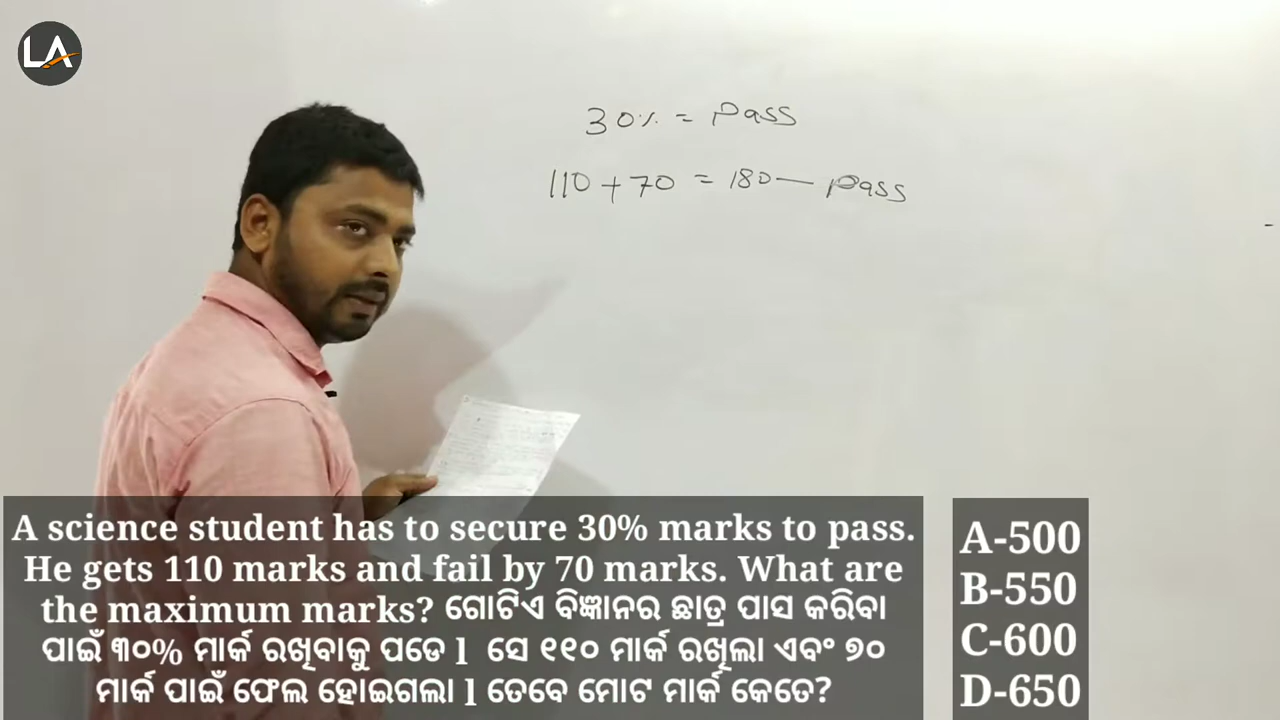 LA
30% = Pass
110 + 70 = 180 — Pass
A science student has to secure 30% marks to pass.
He gets 110 marks and fail by 70 marks. What are
the maximum marks? ଗୋଟିଏ ବିଜ୍ଞାନର ଛାତ୍ର ପାସ କରିବା
ପାଇଁ ୩୦% ମାର୍କ ରଖିବାକୁ ପଡେ l ସେ ୧୧୦ ମାର୍କ ରଖିଲା ଏବଂ ୭୦
ମାର୍କ ପାଇଁ ଫେଲ ହୋଇଗଲା l ତେବେ ମୋଟ ମାର୍କ କେତେ?
A-500
B-550
C-600
D-650